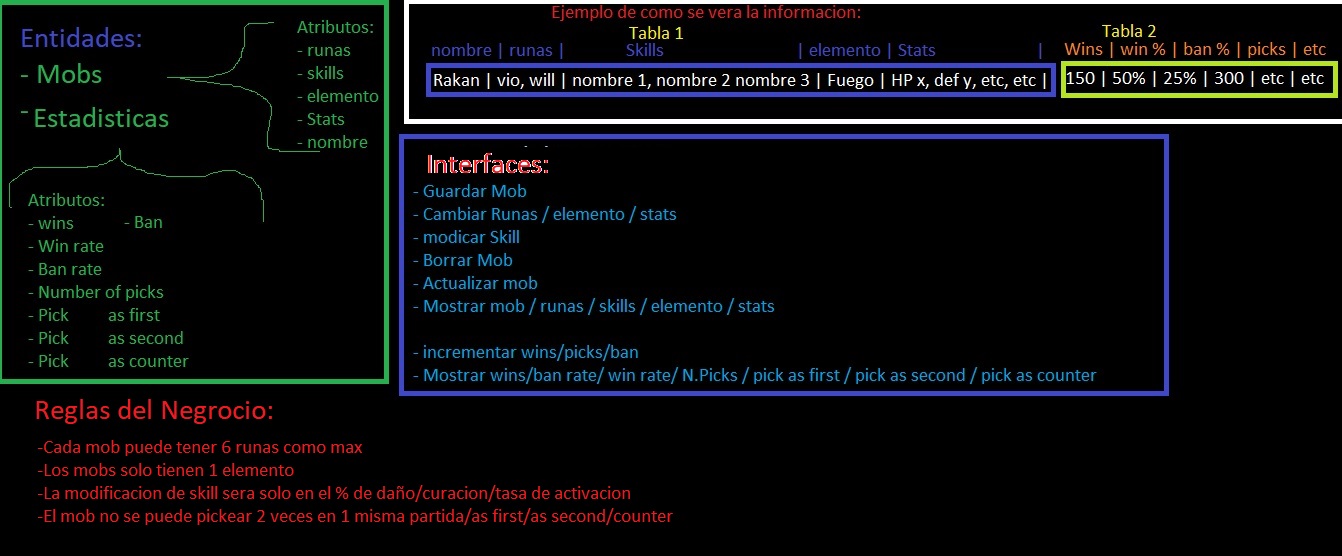 Entidades:
- Mobs
- Estadisticas
Atributos:
- runas
- skills
- elemento
- Stats
- nombre
Atributos:
- wins - Ban
- Win rate
- Ban rate
- Number of picks
- Pick as first
- Pick as second
- Pick as counter
Ejemplo de como se vera la informacion:
Tabla 1
nombre | runas | Skills | elemento | Stats |
Rakan | vio, will | nombre 1, nombre 2 nombre 3 | Fuego | HP x, def y, etc, etc |
Tabla 2
Wins | win % | ban % | picks | etc
150 | 50% | 25% | 300 | etc | etc
Interfaces:
- Guardar Mob
- Cambiar Runas / elemento / stats
- modicar Skill
- Borrar Mob
- Actualizar mob
- Mostrar mob / runas / skills / elemento / stats
- incrementar wins/picks/ban
- Mostrar wins/ban rate/ win rate/ N.Picks / pick as first / pick as second / pick as counter
Reglas del Negrocio:
-Cada mob puede tener 6 runas como max
-Los mobs solo tienen 1 elemento
-La modificacion de skill sera solo en el % de daño/curacion/tasa de activacion
-El mob no se puede pickear 2 veces en 1 misma partida/as first/as second/counter